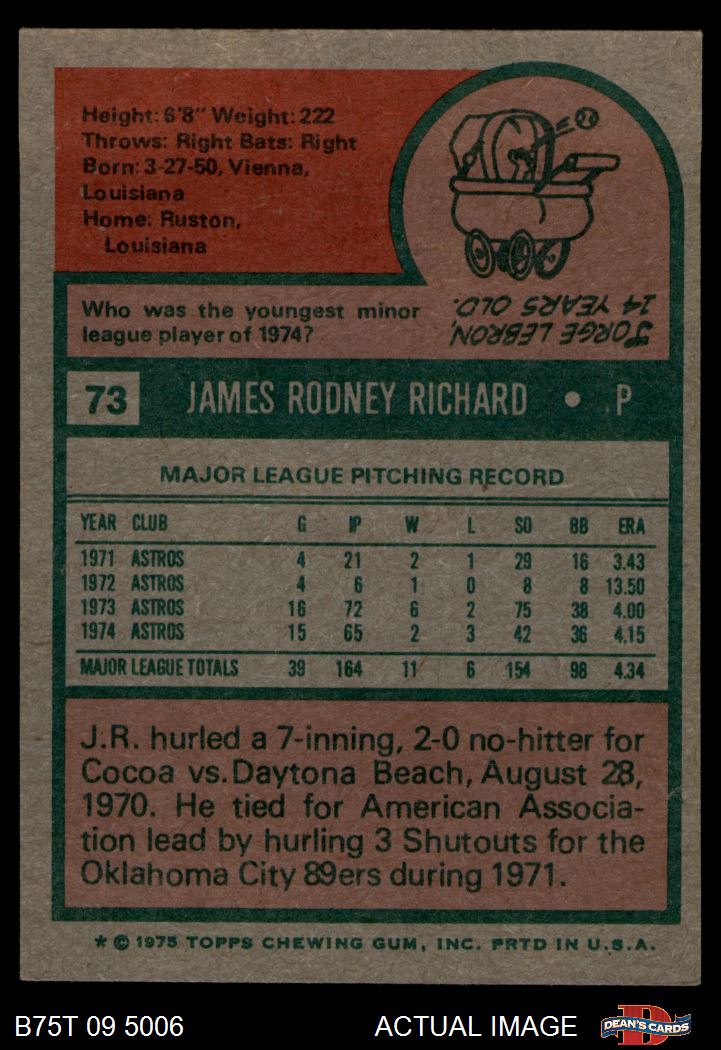 Height: 6'8" Weight: 222
Throws: Right Bats: Right
Born: 3-27-50, Vienna,
Louisiana
Home: Ruston,
Louisiana
Who was the youngest minor
league player of 1974?
JORGE LEBRON,
14 YEARS OLD.
73 JAMES RODNEY RICHARD • P
MAJOR LEAGUE PITCHING RECORD
YEAR CLUB G IP W L SO BB ERA
1971 ASTROS 4 21 2 1 29 16 3.43
1972 ASTROS 4 6 1 0 8 8 13.50
1973 ASTROS 16 72 6 2 75 38 4.00
1974 ASTROS 15 65 2 3 42 36 4.15
MAJOR LEAGUE TOTALS 39 164 11 6 154 98 4.34
J.R. hurled a 7-inning, 2-0 no-hitter for
Cocoa vs. Daytona Beach, August 28,
1970. He tied for American Associa-
tion lead by hurling 3 Shutouts for the
Oklahoma City 89ers during 1971.
* © 1975 TOPPS CHEWING GUM, INC. PRTD IN U.S.A.
B75T 09 5006 ACTUAL IMAGE DEAN'S CARDS